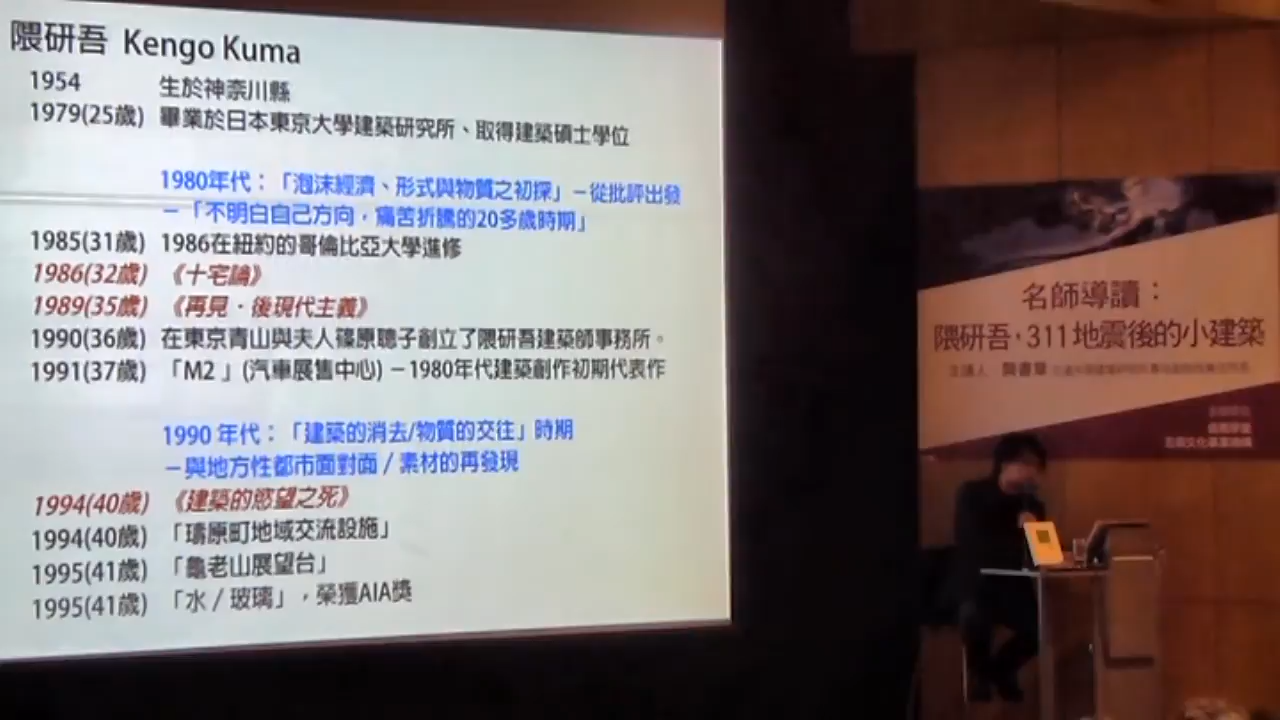 隈研吾 Kengo Kuma
1954 生於神奈川縣
1979(25歲) 畢業於日本東京大學建築研究所、取得建築碩士學位
1980年代：「泡沫經濟、形式與物質之初探」－從批評出發
－「不明白自己方向，痛苦折騰的20多歲時期」
1985(31歲) 1986在紐約的哥倫比亞大學進修
1986(32歲) 《十宅論》
1989(35歲) 《再見．後現代主義》
1990(36歲) 在東京青山與夫人篠原聰子創立了隈研吾建築師事務所。
1991(37歲) 「M2」(汽車展售中心) －1980年代建築創作初期代表作
1990 年代：「建築的消去/物質的交往」時期
－與地方性都市面對面 / 素材的再發現
1994(40歲) 《建築的慾望之死》
1994(40歲) 「檮原町地域交流設施」
1995(41歲) 「龜老山展望台」
1995(41歲) 「水 / 玻璃」，榮獲AIA獎
名師導讀：
隈研吾．311地震後的小建築
主講人